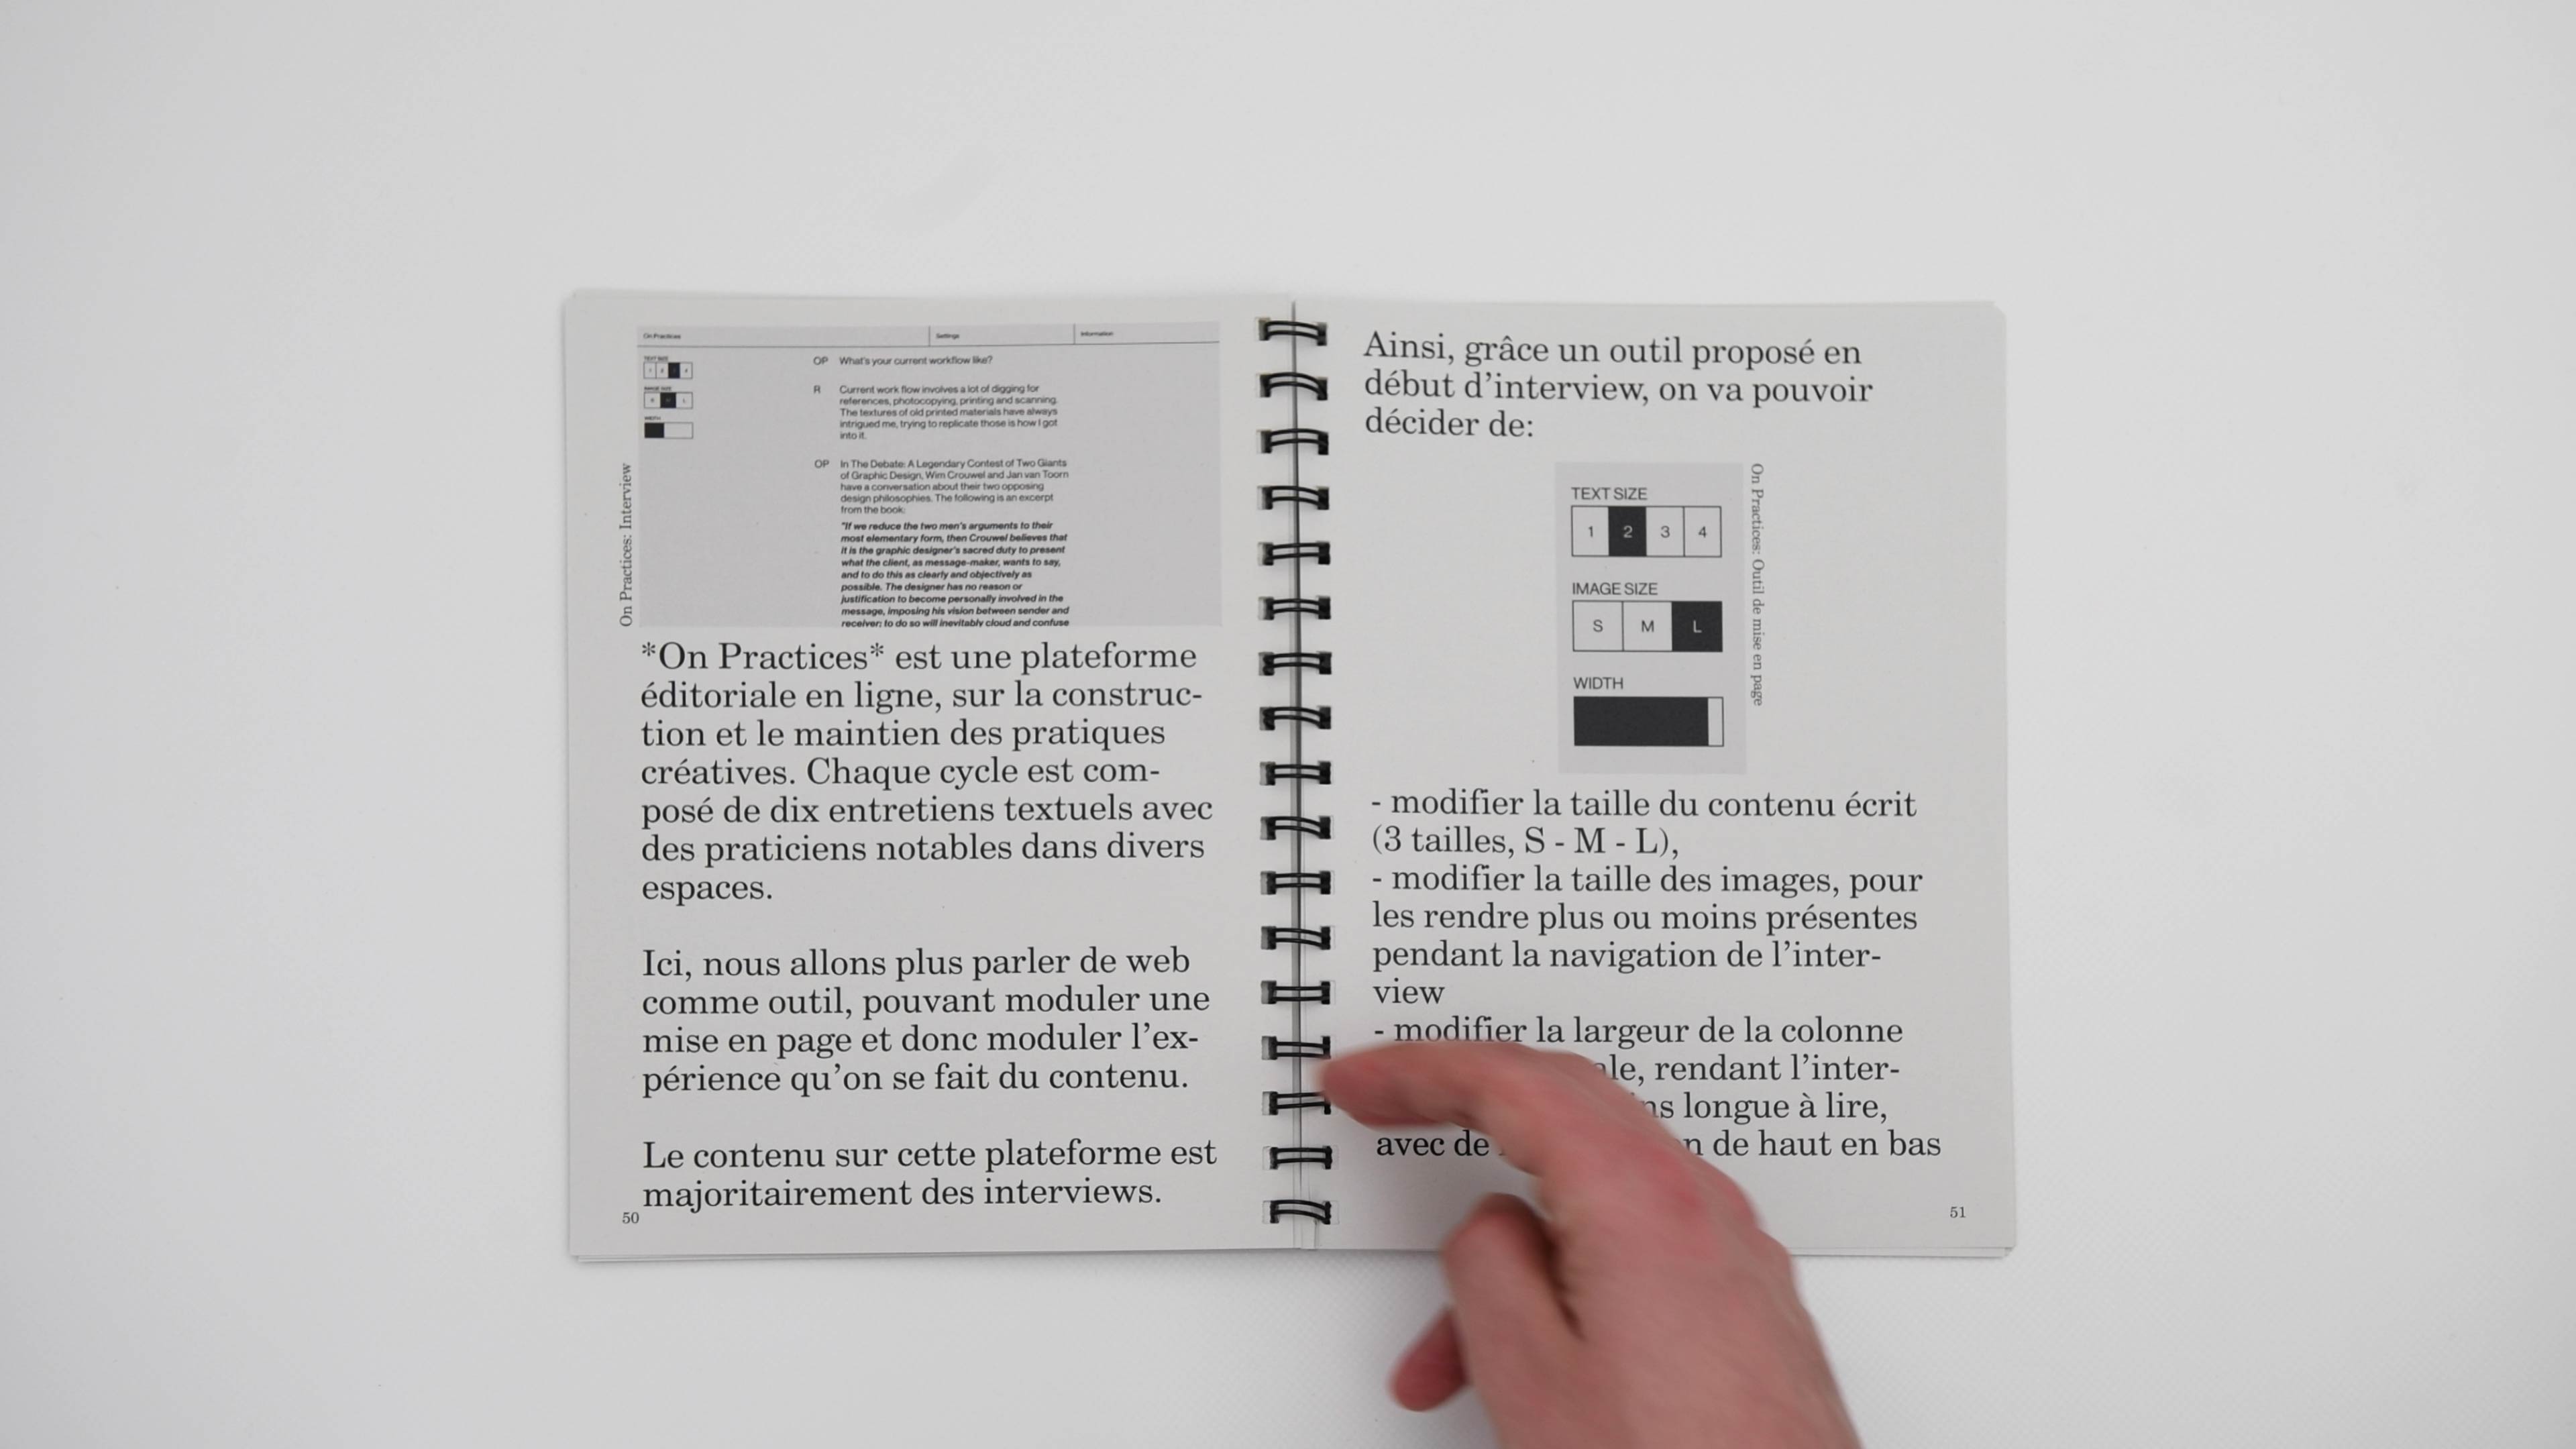 On Practices
Settings
Information
TEXT SIZE
1 2 3 4
IMAGE SIZE
S M L
WIDTH
OP What's your current workflow like?
R Current work flow involves a lot of digging for
references, photocopying, printing and scanning.
The textures of old printed materials have always
intrigued me, trying to replicate those is how I got
into it.
OP In The Debate: A Legendary Contest of Two Giants
of Graphic Design, Wim Crouwel and Jan van Toorn
have a conversation about their two opposing
design philosophies. The following is an excerpt
from the book:
"If we reduce the two men's arguments to their
most elementary form, then Crouwel believes that
it is the graphic designer's sacred duty to present
what the client, as message-maker, wants to say,
and to do this as clearly and objectively as
possible. The designer has no reason or
justification to become personally involved in the
message, imposing his vision between sender and
receiver; to do so will inevitably cloud and confuse
On Practices: Interview
*On Practices* est une plateforme
éditoriale en ligne, sur la construc-
tion et le maintien des pratiques
créatives. Chaque cycle est com-
posé de dix entretiens textuels avec
des praticiens notables dans divers
espaces.
Ici, nous allons plus parler de web
comme outil, pouvant moduler une
mise en page et donc moduler l'ex-
périence qu'on se fait du contenu.
Le contenu sur cette plateforme est
majoritairement des interviews.
50
Ainsi, grâce un outil proposé en
début d'interview, on va pouvoir
décider de:
TEXT SIZE
1 2 3 4
IMAGE SIZE
S M L
WIDTH
On Practices: Outil de mise en page
- modifier la taille du contenu écrit
(3 tailles, S - M - L),
- modifier la taille des images, pour
les rendre plus ou moins présentes
pendant la navigation de l'inter-
view
- modifier la largeur de la colonne
rendant l'inter-
longue à lire,
avec de de haut en bas
51